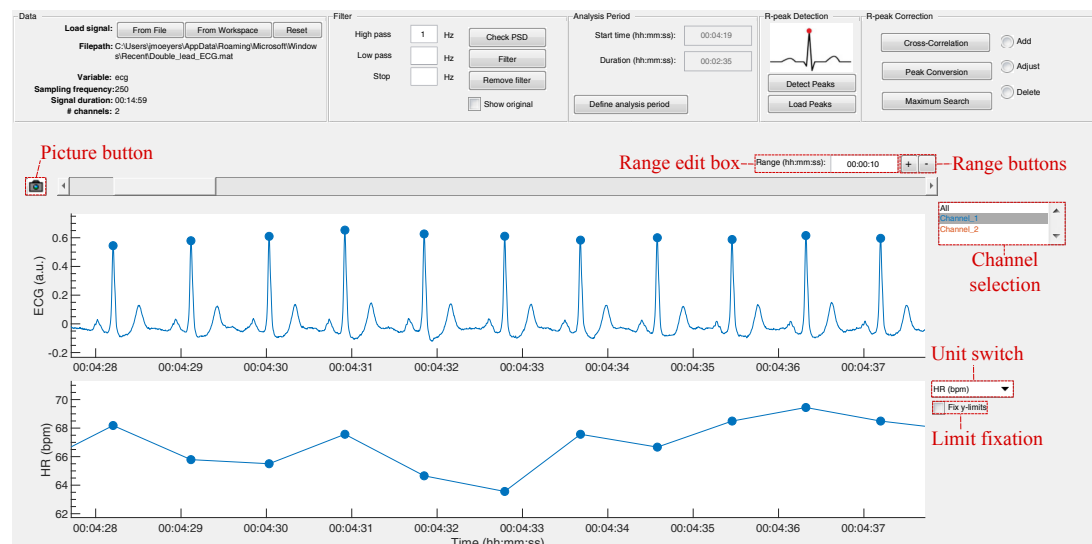 Data
Load signal: From File From Workspace Reset
Filepath: C:\Users\jmoeyers\AppData\Roaming\Microsoft\Window
s\Recent\Double_lead_ECG.mat
Variable: ecg
Sampling frequency:250
Signal duration: 00:14:59
# channels: 2
Filter
High pass 1 Hz Check PSD
Low pass Hz Filter
Stop Hz Remove filter
Show original
Analysis Period
Start time (hh:mm:ss): 00:04:19
Duration (hh:mm:ss): 00:02:35
Define analysis period
R-peak Detection
Detect Peaks
Load Peaks
R-peak Correction
Cross-Correlation Add
Peak Conversion Adjust
Maximum Search Delete
Picture button
Range edit box Range (hh:mm:ss): 00:00:10 + - Range buttons
All
Channel_1
Channel_2
Channel
selection
ECG (a.u.)
0.6
0.4
0.2
0
-0.2
00:04:28 00:04:29 00:04:30 00:04:31 00:04:32 00:04:33 00:04:34 00:04:35 00:04:36 00:04:37
Unit switch
HR (bpm)
Fix y-limits
Limit fixation
HR (bpm)
70
68
66
64
62
00:04:28 00:04:29 00:04:30 00:04:31 00:04:32 00:04:33 00:04:34 00:04:35 00:04:36 00:04:37
Time (hh:mm:ss)